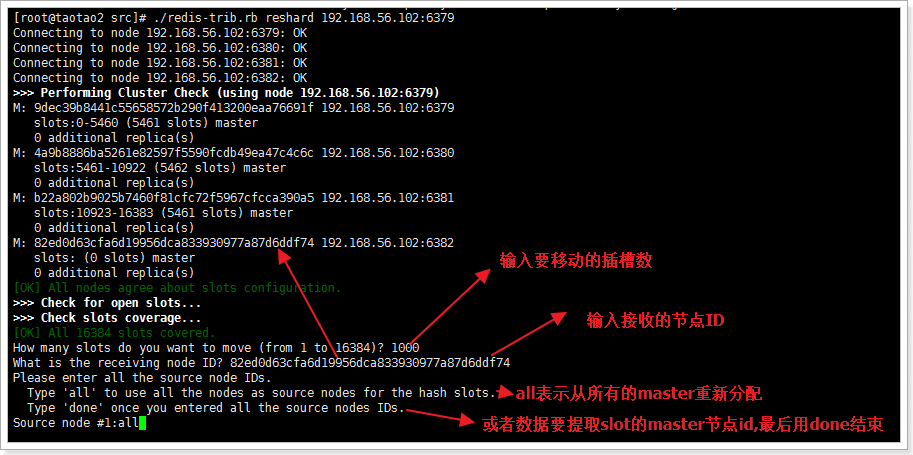 [root@taotao2 src]# ./redis-trib.rb reshard 192.168.56.102:6379
Connecting to node 192.168.56.102:6379: OK
Connecting to node 192.168.56.102:6380: OK
Connecting to node 192.168.56.102:6381: OK
Connecting to node 192.168.56.102:6382: OK
>>> Performing Cluster Check (using node 192.168.56.102:6379)
M: 9dec39b8441c55658572b290f413200eaa76691f 192.168.56.102:6379
slots:0-5460 (5461 slots) master
0 additional replica(s)
M: 4a9b8886ba5261e82597f5590fcdb49ea47c4c6c 192.168.56.102:6380
slots:5461-10922 (5462 slots) master
0 additional replica(s)
M: b22a802b9025b7460f81cfc72f5967cfcca390a5 192.168.56.102:6381
slots:10923-16383 (5461 slots) master
0 additional replica(s)
M: 82ed0d63cfa6d19956dca833930977a87d6ddf74 192.168.56.102:6382
slots: (0 slots) master
0 additional replica(s)
[OK] All nodes agree about slots configuration.
>>> Check for open slots...
>>> Check slots coverage...
[OK] All 16384 slots covered.
输入要移动的插槽数
How many slots do you want to move (from 1 to 16384)? 1000
输入接收的节点ID
What is the receiving node ID? 82ed0d63cfa6d19956dca833930977a87d6ddf74
Please enter all the source node IDs.
Type 'all' to use all the nodes as source nodes for the hash slots.
all表示从所有的master重新分配
Type 'done' once you entered all the source nodes IDs.
或者数据要提取slot的master节点id,最后用done结束
Source node #1:all